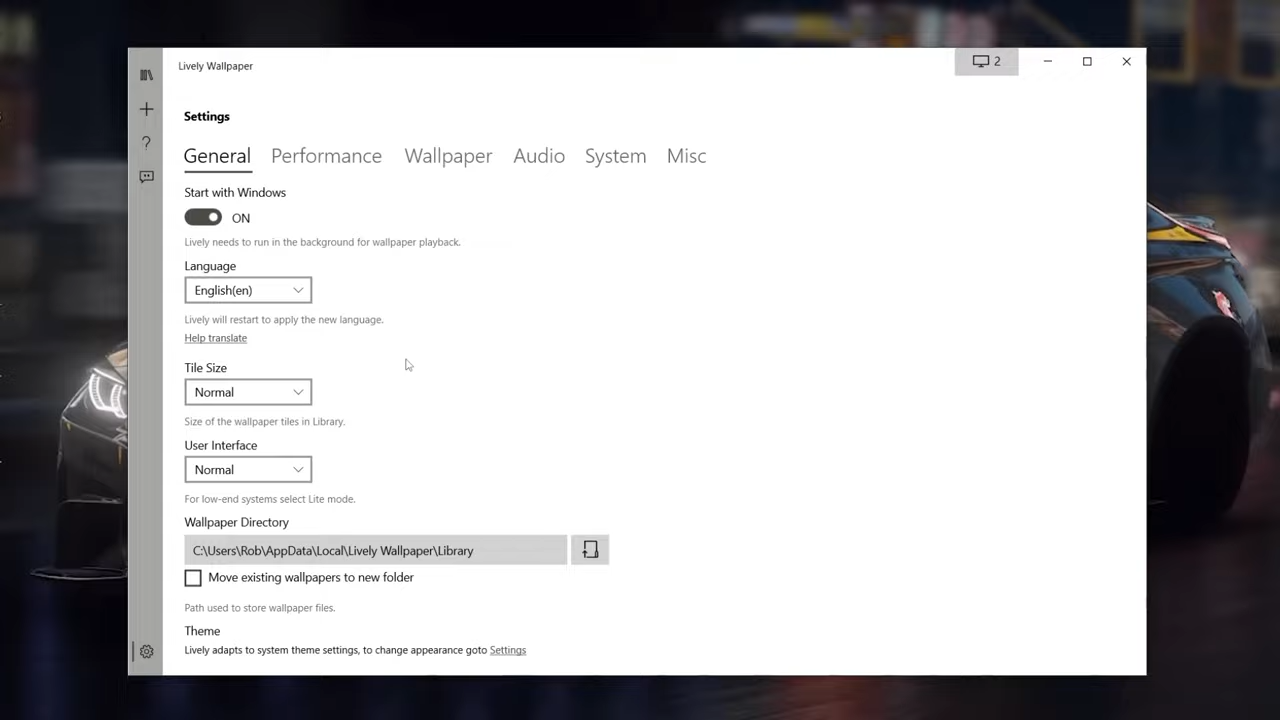 Lively Wallpaper
2
Settings
General Performance Wallpaper Audio System Misc
Start with Windows
ON
Lively needs to run in the background for wallpaper playback.
Language
English(en)
Lively will restart to apply the new language.
Help translate
Tile Size
Normal
Size of the wallpaper tiles in Library.
User Interface
Normal
For low-end systems select Lite mode.
Wallpaper Directory
C:\Users\Rob\AppData\Local\Lively Wallpaper\Library
Move existing wallpapers to new folder
Path used to store wallpaper files.
Theme
Lively adapts to system theme settings, to change appearance goto Settings